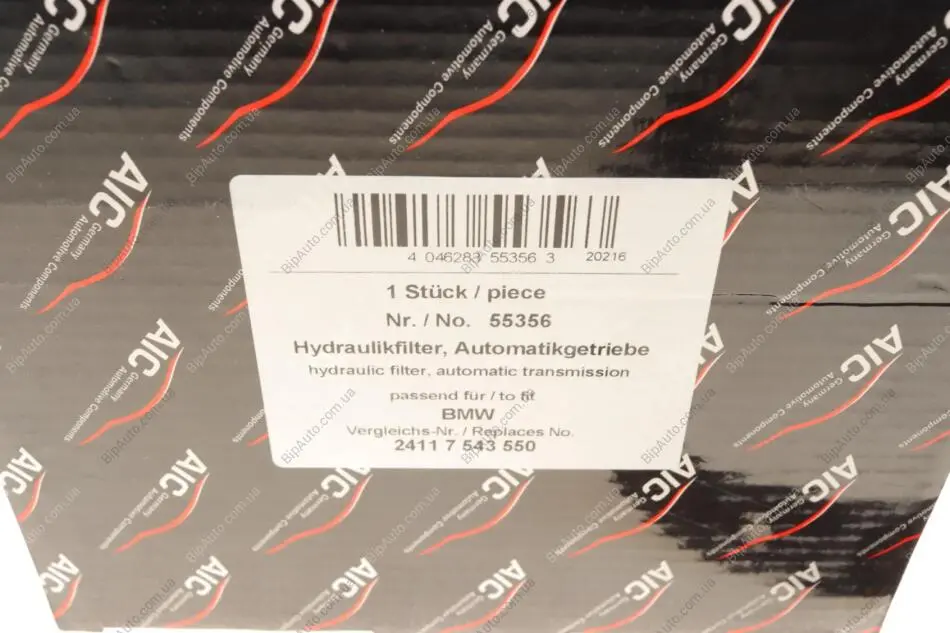 AIC
Germany
Automotive Components
BipAuto.com.ua
4 046283 55356 3 20216
1 Stück / piece
Nr. / No. 55356
Hydraulikfilter, Automatikgetriebe
hydraulic filter, automatic transmission
passend für / to fit
BMW
Vergleichs-Nr. / Replaces No.
2411 7 543 550